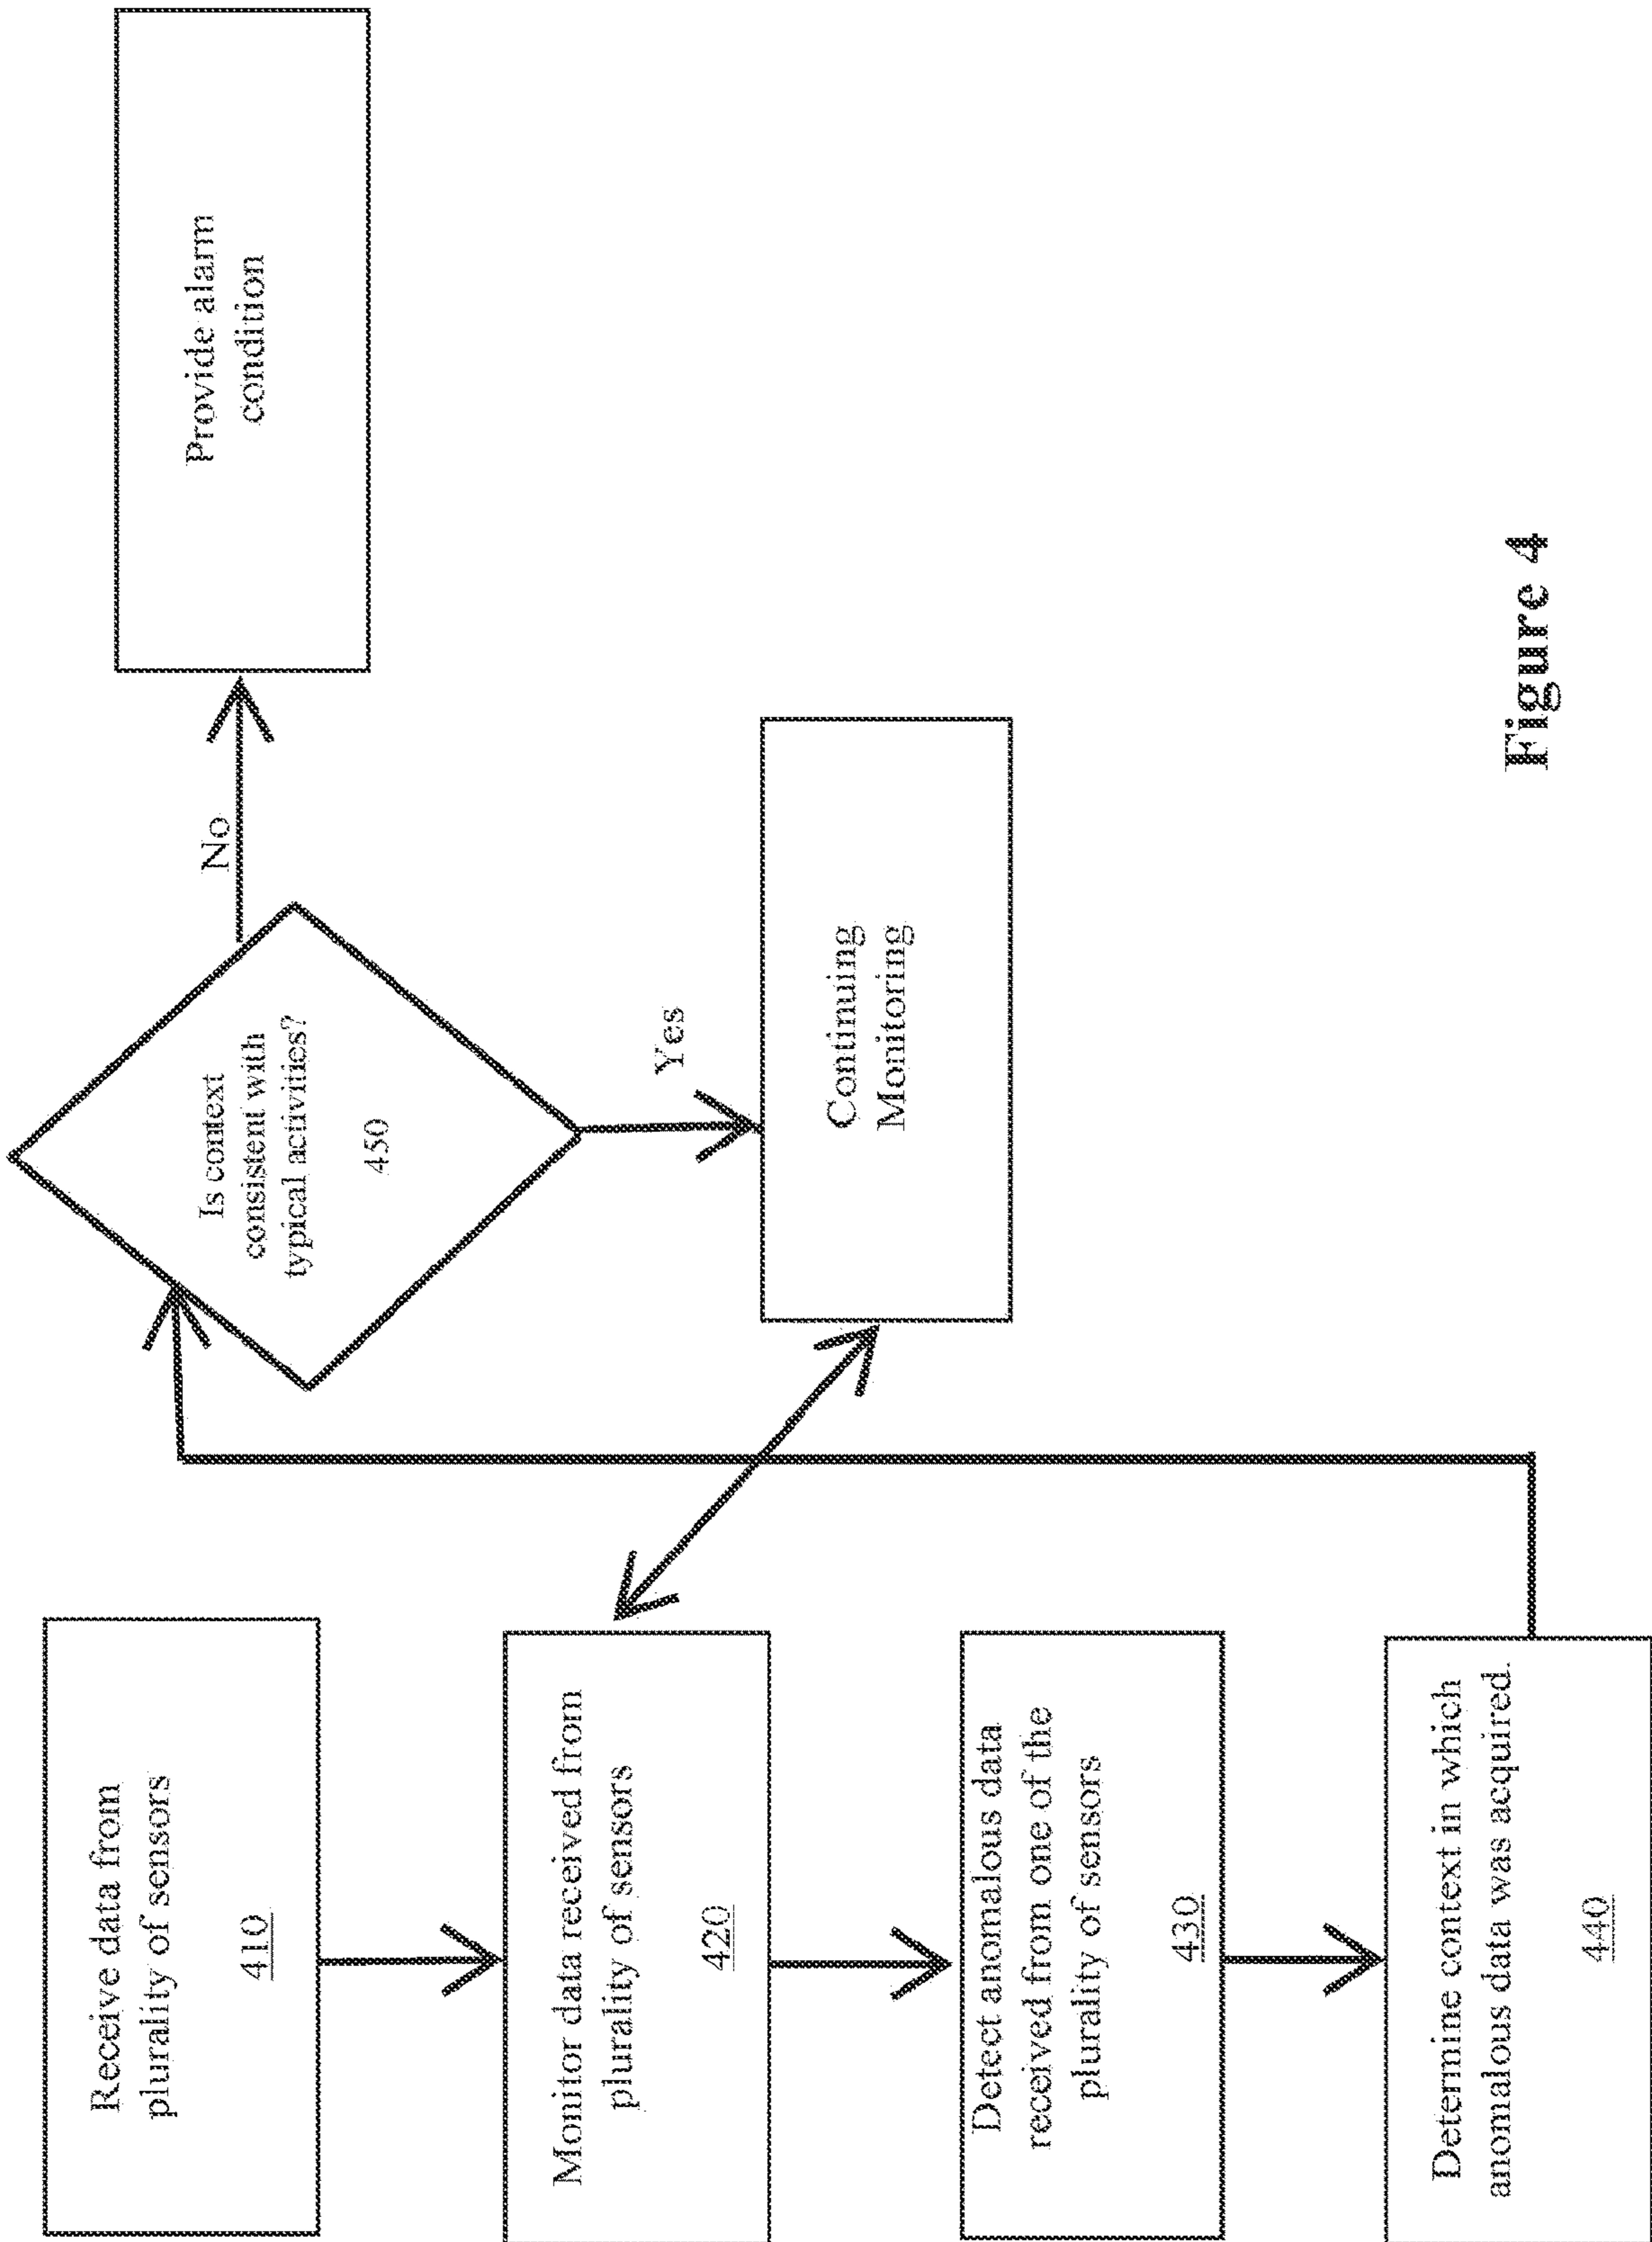 Receive data from
plurality of sensors
410
Monitor data received from
plurality of sensors
420
Detect anomalous data
received from one of the
plurality of sensors
430
Determine context in which
anomalous data was acquired.
440
Is context
consistent with
typical activities?
450
No
Provide alarm
condition
Yes
Continuing
Monitoring
Figure 4